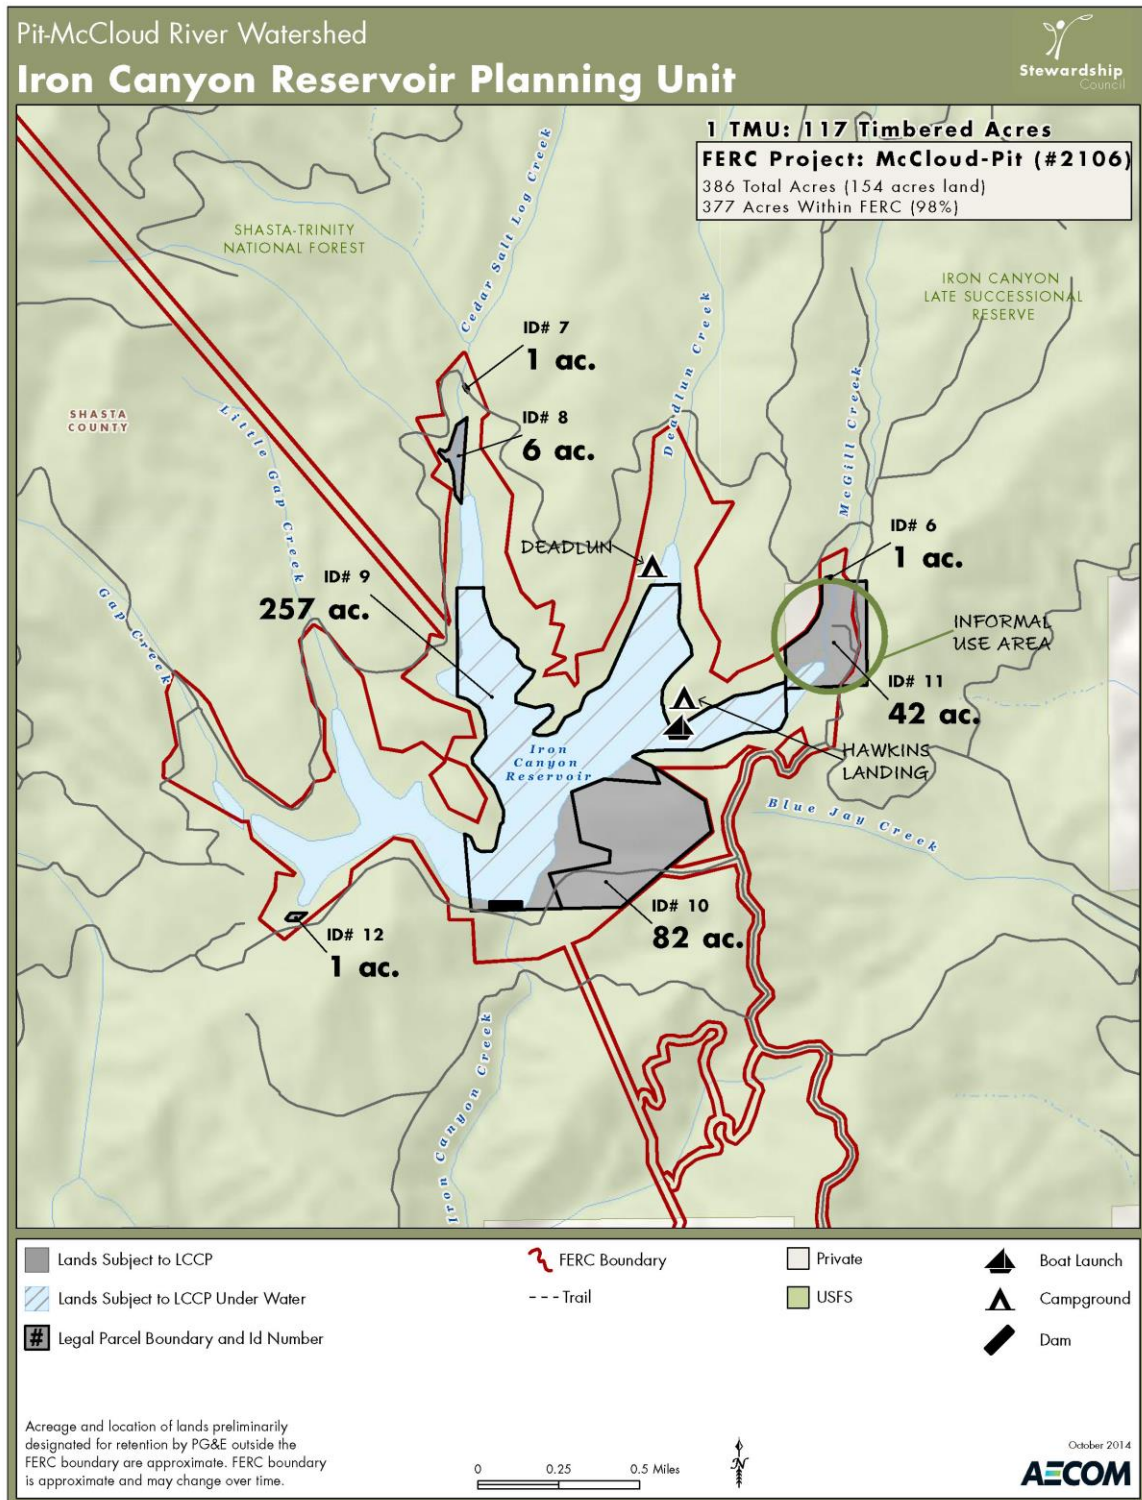 Pit-McCloud River Watershed
Iron Canyon Reservoir Planning Unit
Stewardship
Council
1 TMU: 117 Timbered Acres
FERC Project: McCloud-Pit (#2106)
386 Total Acres (154 acres land)
377 Acres Within FERC (98%)
SHASTA-TRINITY
NATIONAL FOREST
Cedar Salt Log Creek
IRON CANYON
LATE SUCCESSIONAL
RESERVE
Deadlun Creek
ID# 7
1 ac.
McGill Creek
SHASTA
COUNTY
Little Gap Creek
ID# 8
6 ac.
ID# 6
1 ac.
DEADLUN
ID# 9
257 ac.
Gap Creek
INFORMAL
USE AREA
ID# 11
42 ac.
Iron
Canyon
Reservoir
HAWKINS
LANDING
Blue Jay Creek
ID# 10
82 ac.
ID# 12
1 ac.
Iron Canyon Creek
Lands Subject to LCCP
FERC Boundary
Private
Boat Launch
Lands Subject to LCCP Under Water
Trail
USFS
Campground
# Legal Parcel Boundary and Id Number
Dam
Acreage and location of lands preliminarily
designated for retention by PG&E outside the
FERC boundary are approximate. FERC boundary
is approximate and may change over time.
0 0.25 0.5 Miles
N
October 2014
AECOM